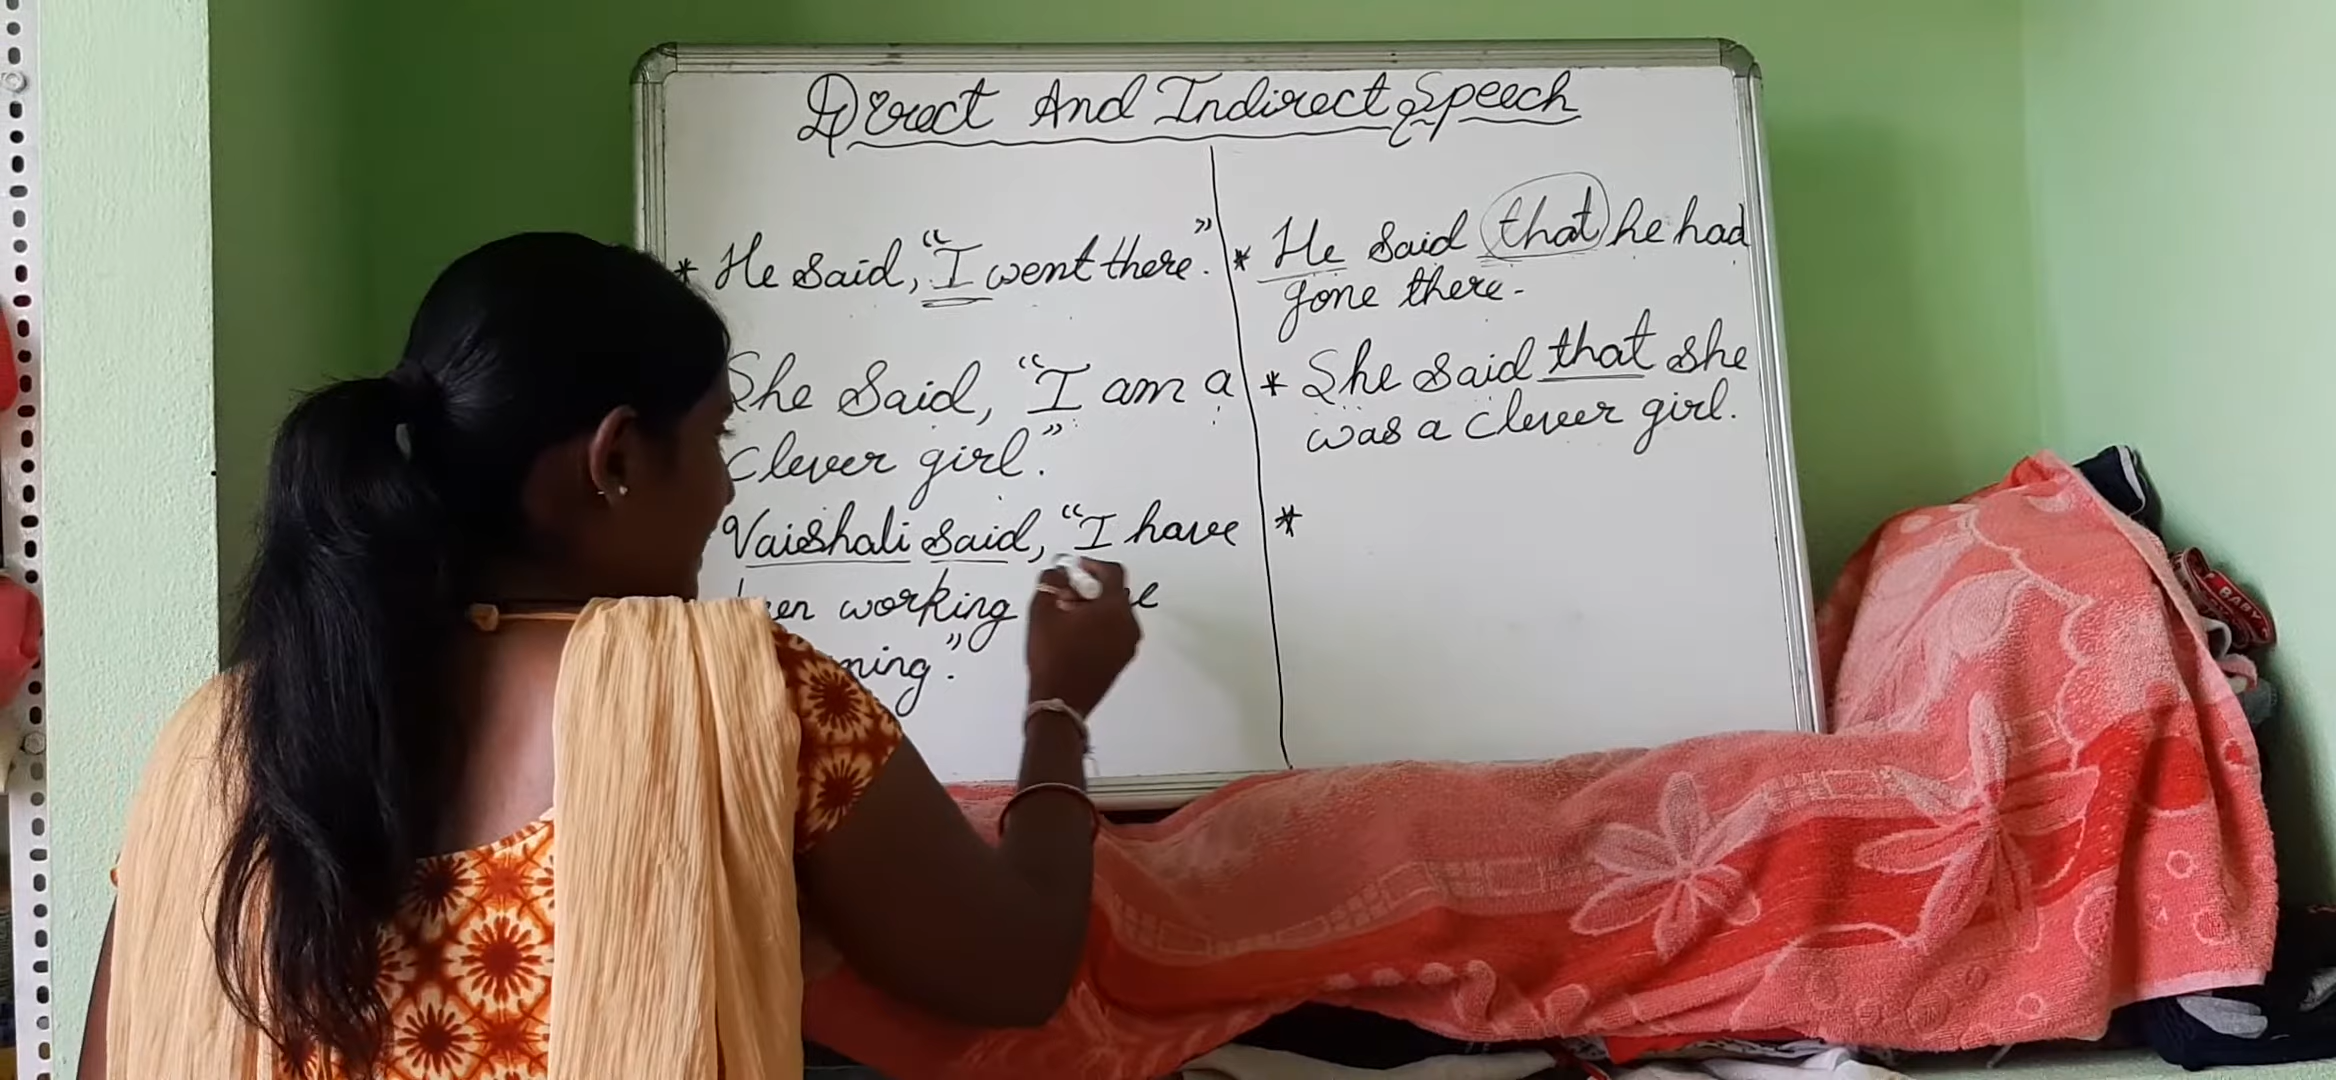 Direct And Indirect Speech
* He said, "I went there."
She said, "I am a
clever girl."
Vaishali said, "I have
working
* He said that he had
gone there.
* She said that she
was a clever girl.
*
BABY